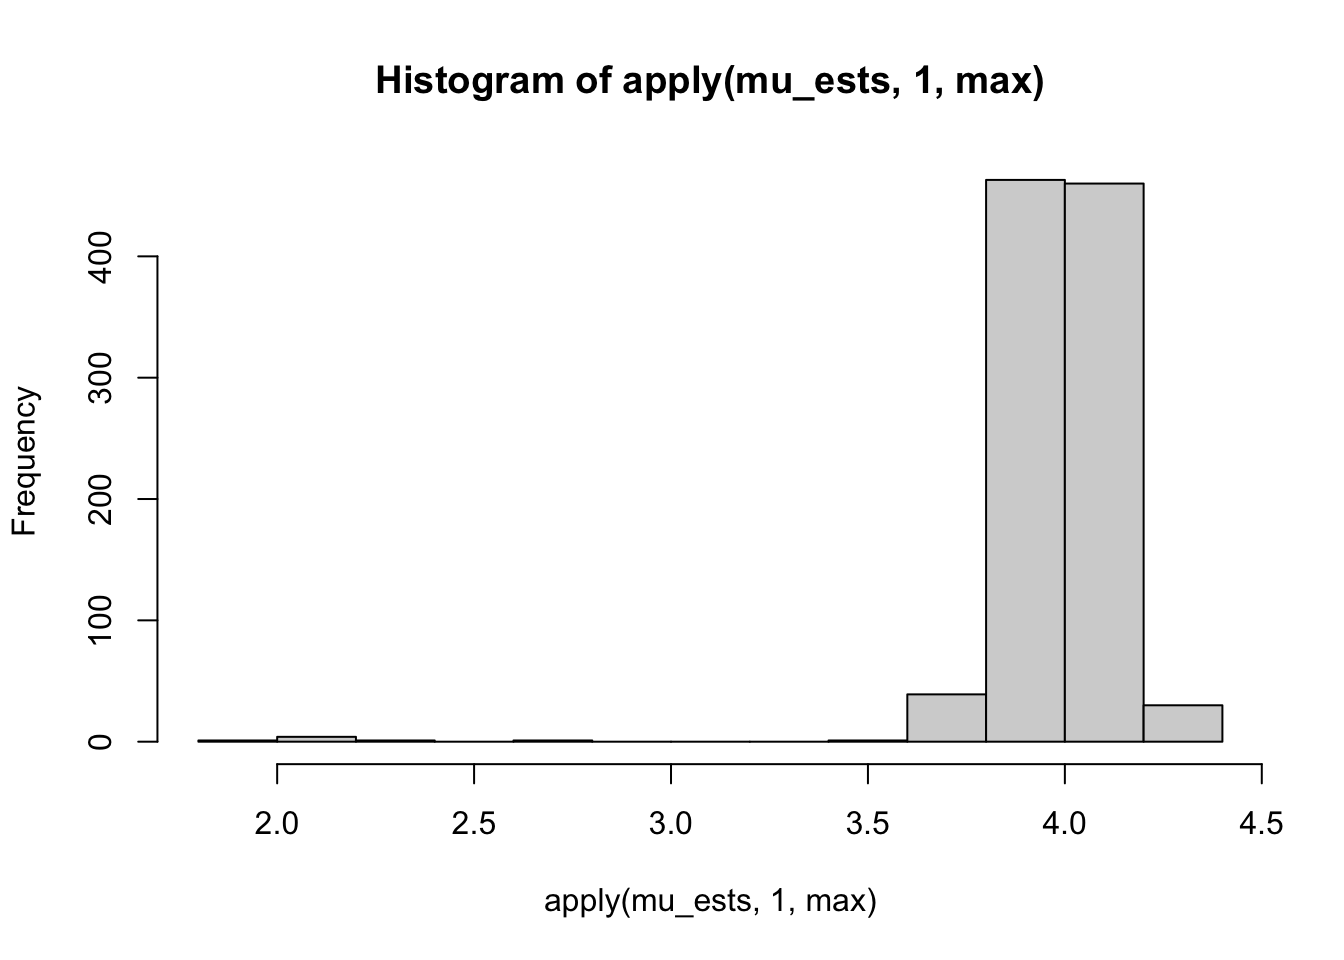 Histogram of apply(mu_ests, 1, max)
Frequency
400
300
200
100
0
2.0 2.5 3.0 3.5 4.0 4.5
apply(mu_ests, 1, max)